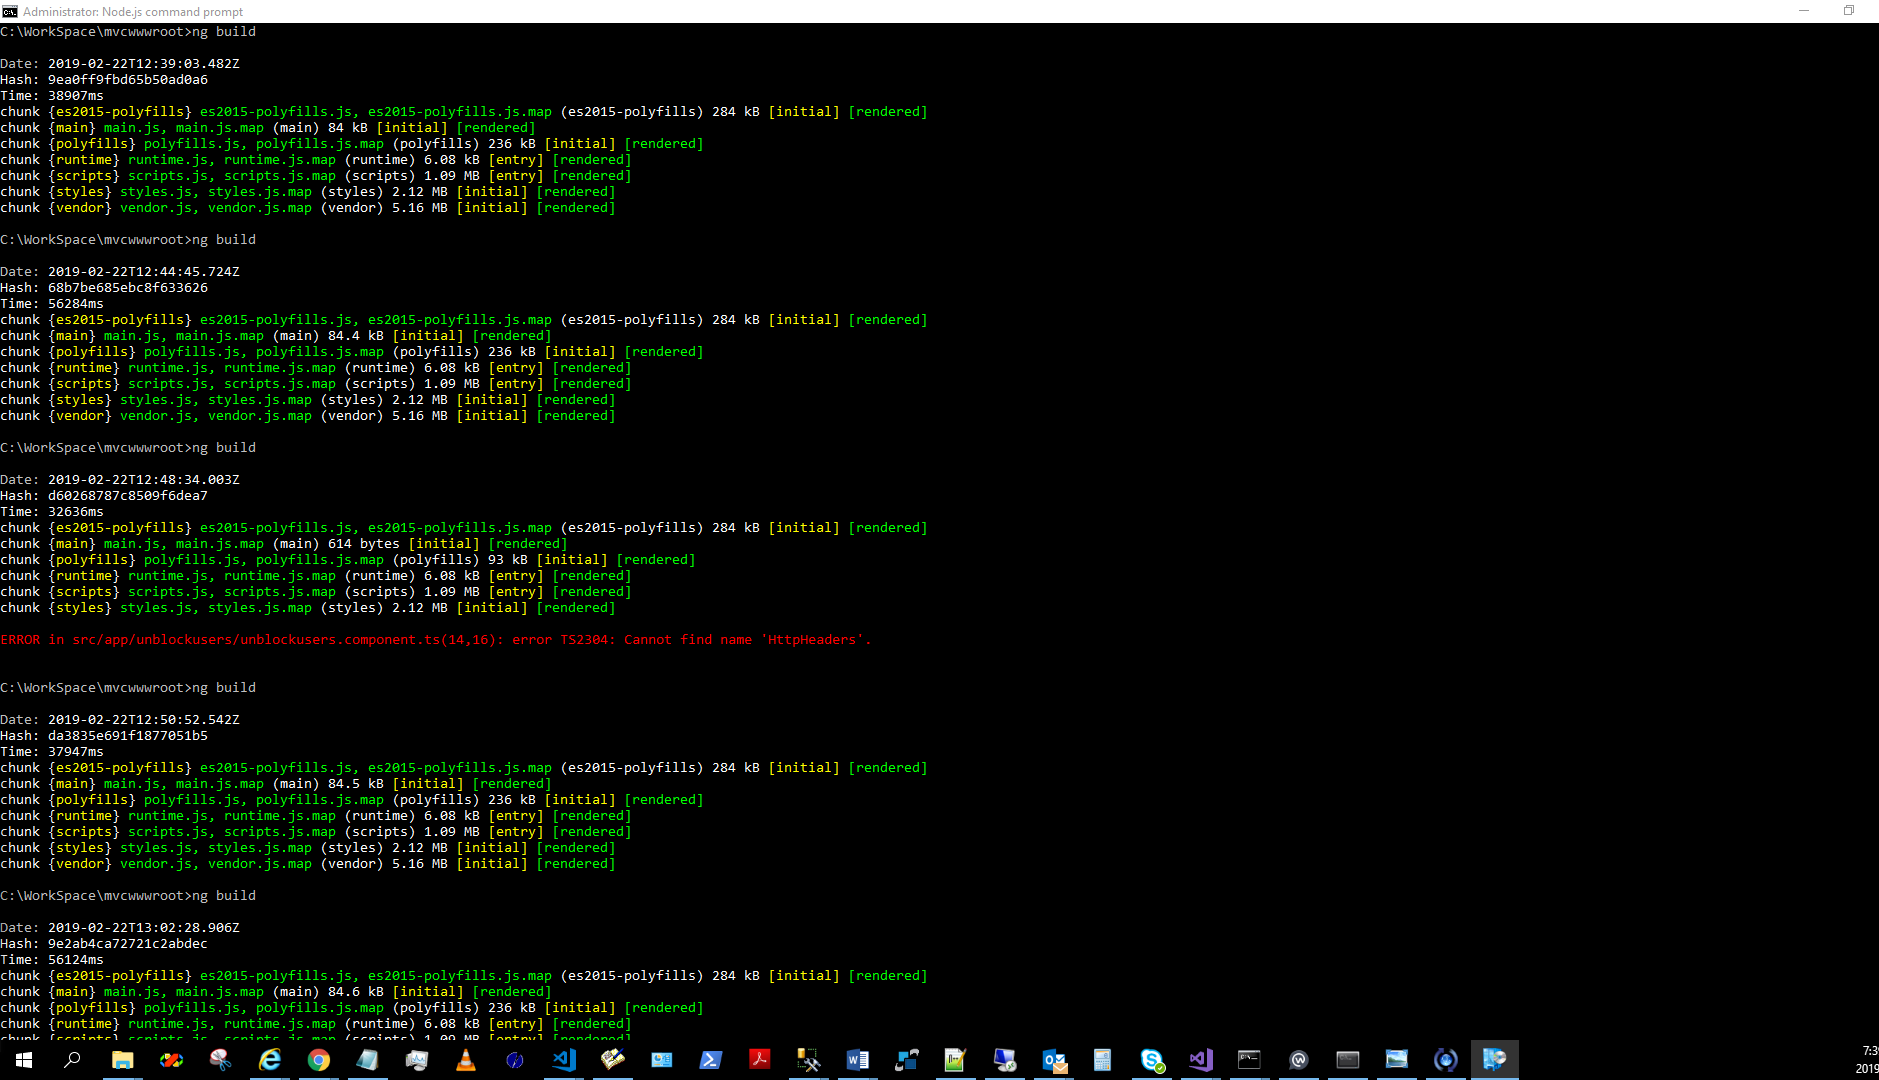 Administrator: Node.js command prompt
C:\WorkSpace\mvcwwwroot>ng build
Date: 2019-02-22T12:39:03.482Z
Hash: 9ea0ff9fbd65b50ad0a6
Time: 38907ms
chunk {es2015-polyfills} es2015-polyfills.js, es2015-polyfills.js.map (es2015-polyfills) 284 kB [initial] [rendered]
chunk {main} main.js, main.js.map (main) 84 kB [initial] [rendered]
chunk {polyfills} polyfills.js, polyfills.js.map (polyfills) 236 kB [initial] [rendered]
chunk {runtime} runtime.js, runtime.js.map (runtime) 6.08 kB [entry] [rendered]
chunk {scripts} scripts.js, scripts.js.map (scripts) 1.09 MB [entry] [rendered]
chunk {styles} styles.js, styles.js.map (styles) 2.12 MB [initial] [rendered]
chunk {vendor} vendor.js, vendor.js.map (vendor) 5.16 MB [initial] [rendered]
C:\WorkSpace\mvcwwwroot>ng build
Date: 2019-02-22T12:44:45.724Z
Hash: 68b7be685ebc8f633626
Time: 56284ms
chunk {es2015-polyfills} es2015-polyfills.js, es2015-polyfills.js.map (es2015-polyfills) 284 kB [initial] [rendered]
chunk {main} main.js, main.js.map (main) 84.4 kB [initial] [rendered]
chunk {polyfills} polyfills.js, polyfills.js.map (polyfills) 236 kB [initial] [rendered]
chunk {runtime} runtime.js, runtime.js.map (runtime) 6.08 kB [entry] [rendered]
chunk {scripts} scripts.js, scripts.js.map (scripts) 1.09 MB [entry] [rendered]
chunk {styles} styles.js, styles.js.map (styles) 2.12 MB [initial] [rendered]
chunk {vendor} vendor.js, vendor.js.map (vendor) 5.16 MB [initial] [rendered]
C:\WorkSpace\mvcwwwroot>ng build
Date: 2019-02-22T12:48:34.003Z
Hash: d60268787c8509f6dea7
Time: 32636ms
chunk {es2015-polyfills} es2015-polyfills.js, es2015-polyfills.js.map (es2015-polyfills) 284 kB [initial] [rendered]
chunk {main} main.js, main.js.map (main) 614 bytes [initial] [rendered]
chunk {polyfills} polyfills.js, polyfills.js.map (polyfills) 93 kB [initial] [rendered]
chunk {runtime} runtime.js, runtime.js.map (runtime) 6.08 kB [entry] [rendered]
chunk {scripts} scripts.js, scripts.js.map (scripts) 1.09 MB [entry] [rendered]
chunk {styles} styles.js, styles.js.map (styles) 2.12 MB [initial] [rendered]
ERROR in src/app/unblockusers/unblockusers.component.ts(14,16): error TS2304: Cannot find name 'HttpHeaders'.
C:\WorkSpace\mvcwwwroot>ng build
Date: 2019-02-22T12:50:52.542Z
Hash: da3835e691f1877051b5
Time: 37947ms
chunk {es2015-polyfills} es2015-polyfills.js, es2015-polyfills.js.map (es2015-polyfills) 284 kB [initial] [rendered]
chunk {main} main.js, main.js.map (main) 84.5 kB [initial] [rendered]
chunk {polyfills} polyfills.js, polyfills.js.map (polyfills) 236 kB [initial] [rendered]
chunk {runtime} runtime.js, runtime.js.map (runtime) 6.08 kB [entry] [rendered]
chunk {scripts} scripts.js, scripts.js.map (scripts) 1.09 MB [entry] [rendered]
chunk {styles} styles.js, styles.js.map (styles) 2.12 MB [initial] [rendered]
chunk {vendor} vendor.js, vendor.js.map (vendor) 5.16 MB [initial] [rendered]
C:\WorkSpace\mvcwwwroot>ng build
Date: 2019-02-22T13:02:28.906Z
Hash: 9e2ab4ca72721c2abdec
Time: 56124ms
chunk {es2015-polyfills} es2015-polyfills.js, es2015-polyfills.js.map (es2015-polyfills) 284 kB [initial] [rendered]
chunk {main} main.js, main.js.map (main) 84.6 kB [initial] [rendered]
chunk {polyfills} polyfills.js, polyfills.js.map (polyfills) 236 kB [initial] [rendered]
chunk {runtime} runtime.js, runtime.js.map (runtime) 6.08 kB [entry] [rendered]
chunk {scripts} scripts.js, scripts.js.map (scripts) 1.09 MB [entry] [rendered]
2019